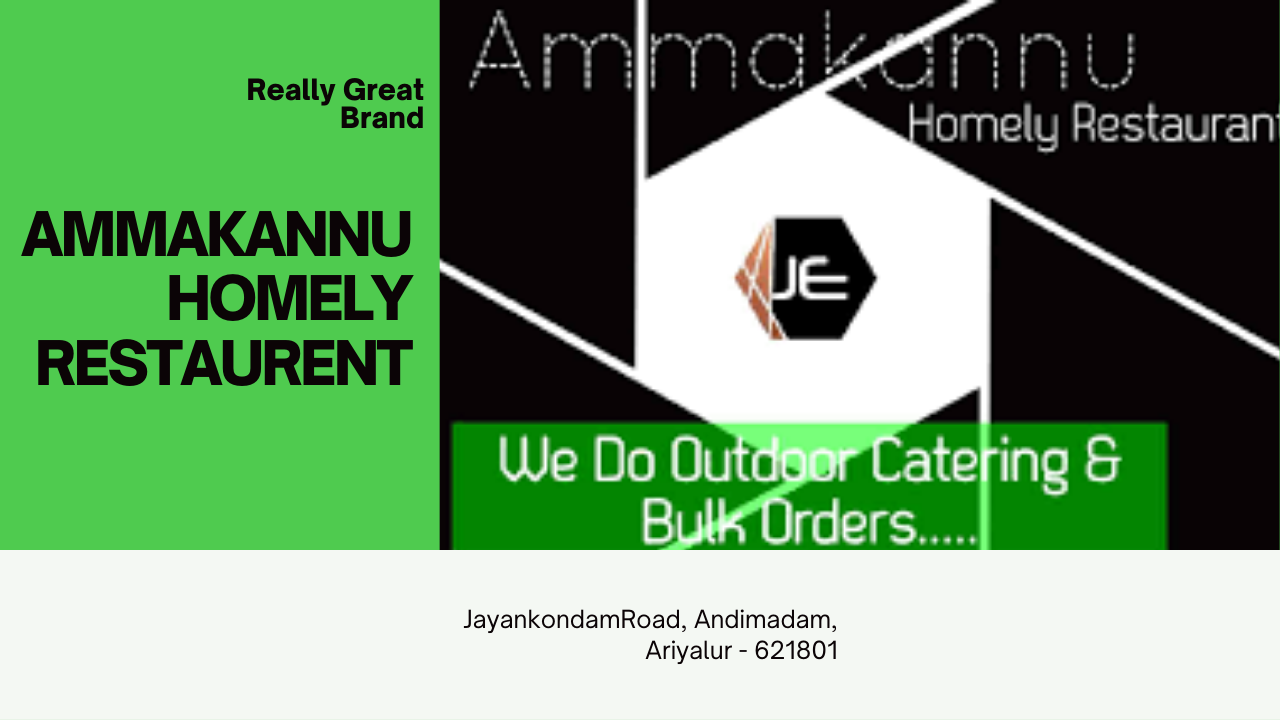 Really Great
Brand
AMMAKANNU
HOMELY
RESTAURENT
Ammakannu
Homely Restaurant
JE
We Do Outdoor Catering &
Bulk Orders.....
JayankondamRoad, Andimadam,
Ariyalur - 621801